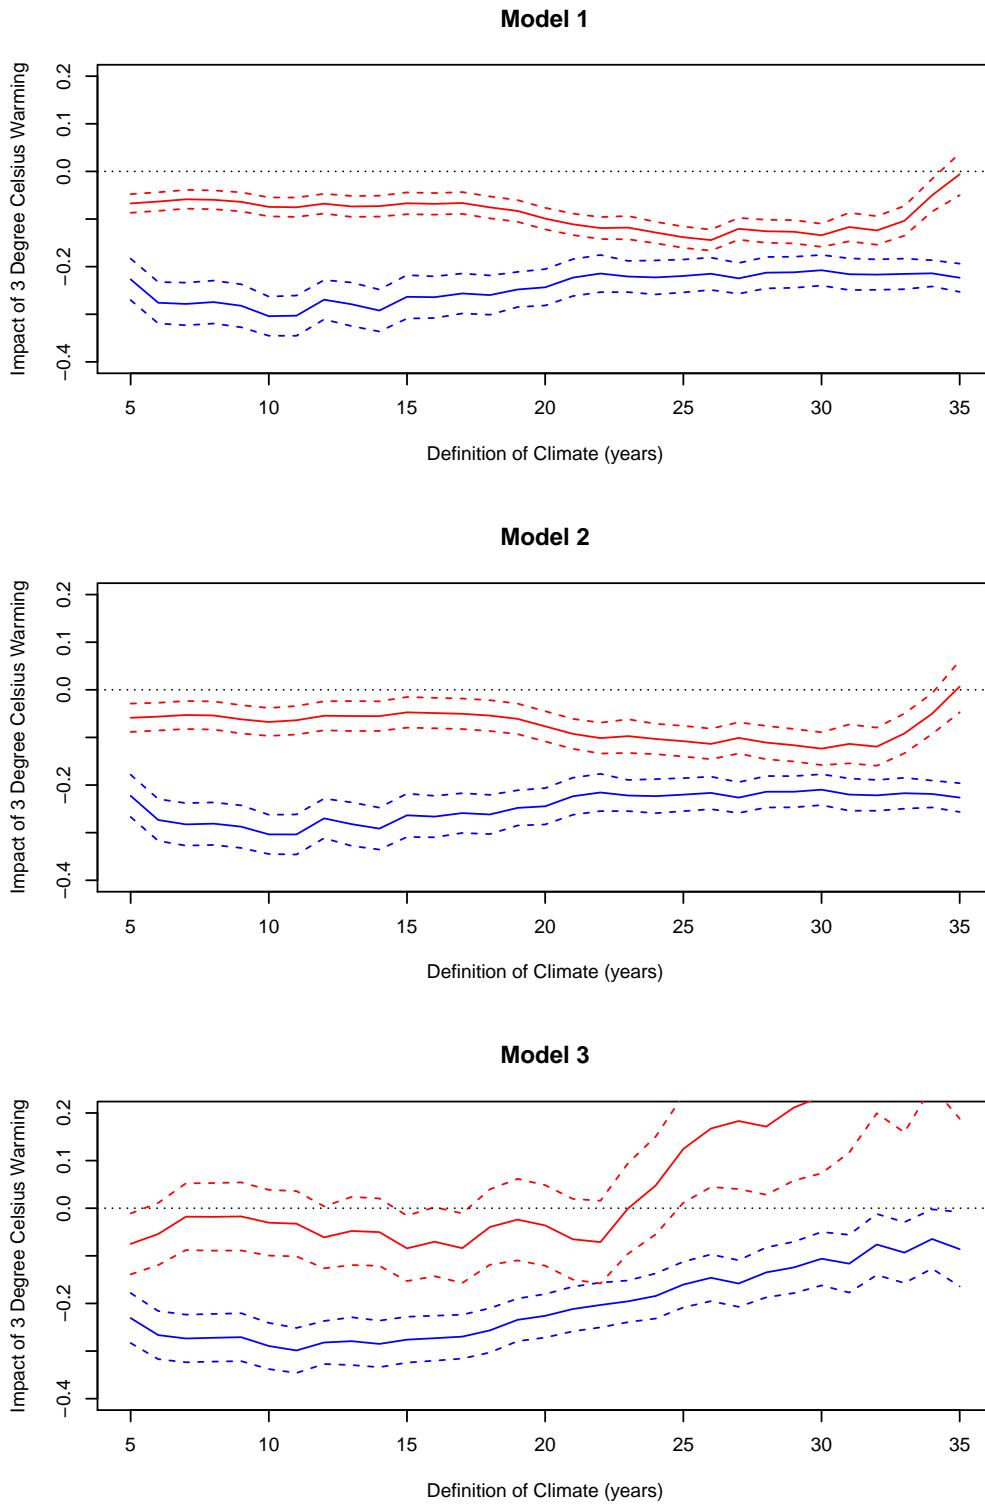 Model 1
Impact of 3 Degree Celsius Warming
0.2
0.1
0.0
−0.2
−0.4
5 10 15 20 25 30 35
Definition of Climate (years)
Model 2
Impact of 3 Degree Celsius Warming
0.2
0.1
0.0
−0.2
−0.4
5 10 15 20 25 30 35
Definition of Climate (years)
Model 3
Impact of 3 Degree Celsius Warming
0.2
0.1
0.0
−0.2
−0.4
5 10 15 20 25 30 35
Definition of Climate (years)